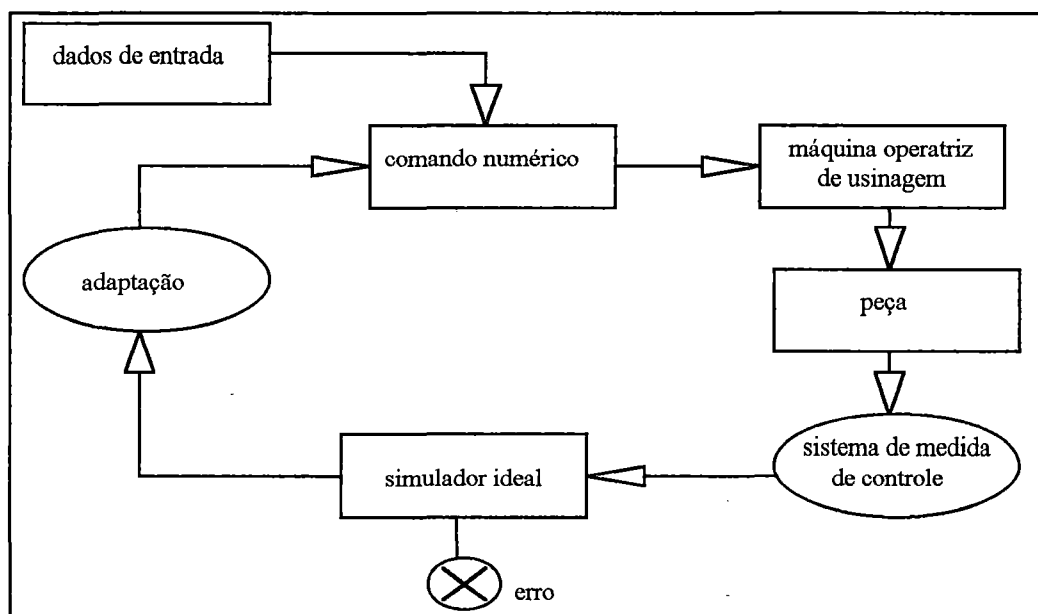 dados de entrada
comando numérico
máquina operatriz
de usinagem
adaptação
peça
sistema de medida
de controle
simulador ideal
erro